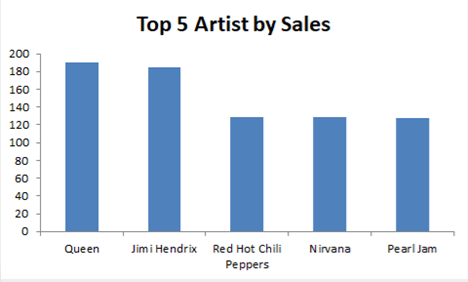 Top 5 Artist by Sales
200
180
160
140
120
100
80
60
40
20
0
Queen
Jimi Hendrix
Red Hot Chili
Peppers
Nirvana
Pearl Jam